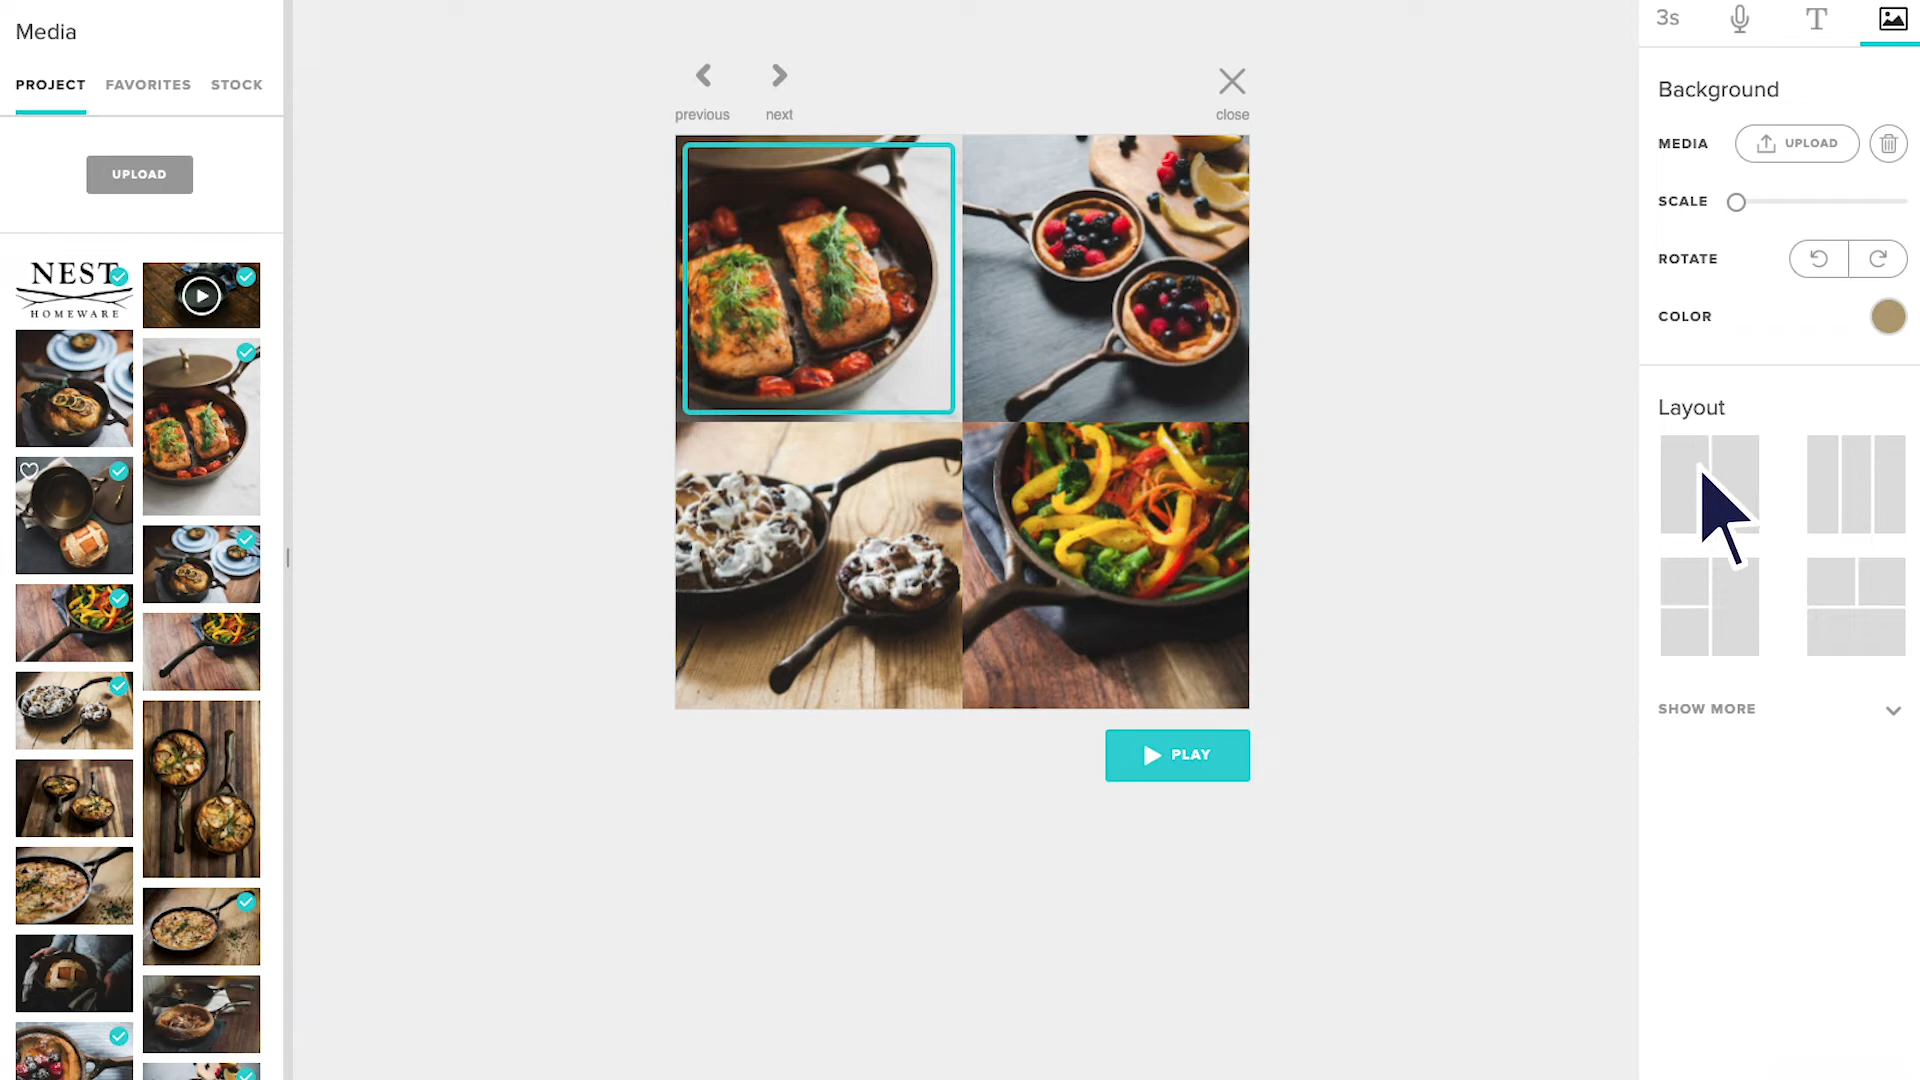 Media
PROJECT FAVORITES STOCK
UPLOAD
NEST
HOMEWARE
previous next close
PLAY
3s T
Background
MEDIA UPLOAD
SCALE
ROTATE
COLOR
Layout
SHOW MORE